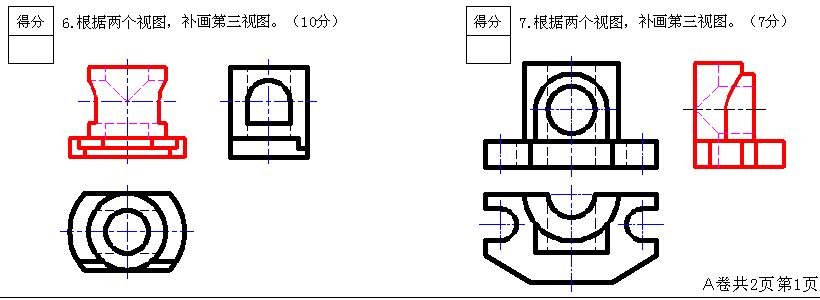 得分
6.根据两个视图，补画第三视图。（10分）
得分
7.根据两个视图，补画第三视图。（7分）
A卷共2页第1页